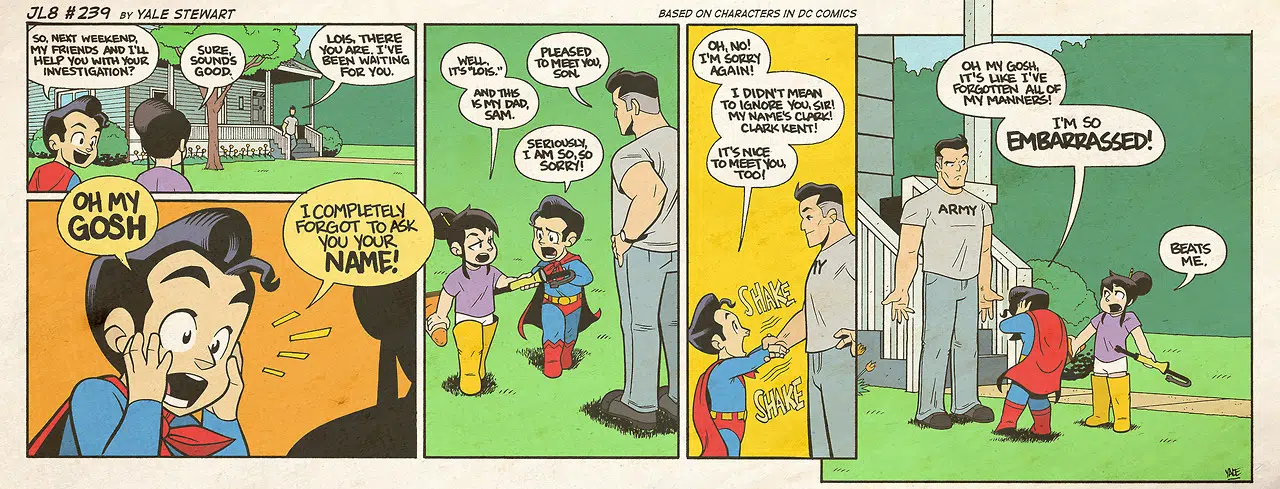 JL8 #239 BY YALE STEWART
BASED ON CHARACTERS IN DC COMICS
SO, NEXT WEEKEND,
MY FRIENDS AND I'LL
HELP YOU WITH YOUR
INVESTIGATION?
SURE,
SOUNDS
GOOD.
LOIS, THERE
YOU ARE. I'VE
BEEN WAITING
FOR YOU.
OH MY
GOSH
I COMPLETELY
FORGOT TO ASK
YOU YOUR
NAME!
WELL,
IT'S "LOIS."
AND THIS
IS MY DAD,
SAM.
PLEASED
TO MEET YOU,
SON.
SERIOUSLY,
I AM SO, SO
SORRY!
OH, NO!
I'M SORRY
AGAIN!
I DIDN'T MEAN
TO IGNORE YOU, SIR!
MY NAME'S CLARK!
CLARK KENT!
IT'S NICE
TO MEET YOU,
TOO!
SHAKE
SHAKE
MY
OH MY GOSH,
IT'S LIKE I'VE
FORGOTTEN ALL OF
MY MANNERS!
I'M SO
EMBARRASSED!
ARMY
BEATS
ME.
YALE